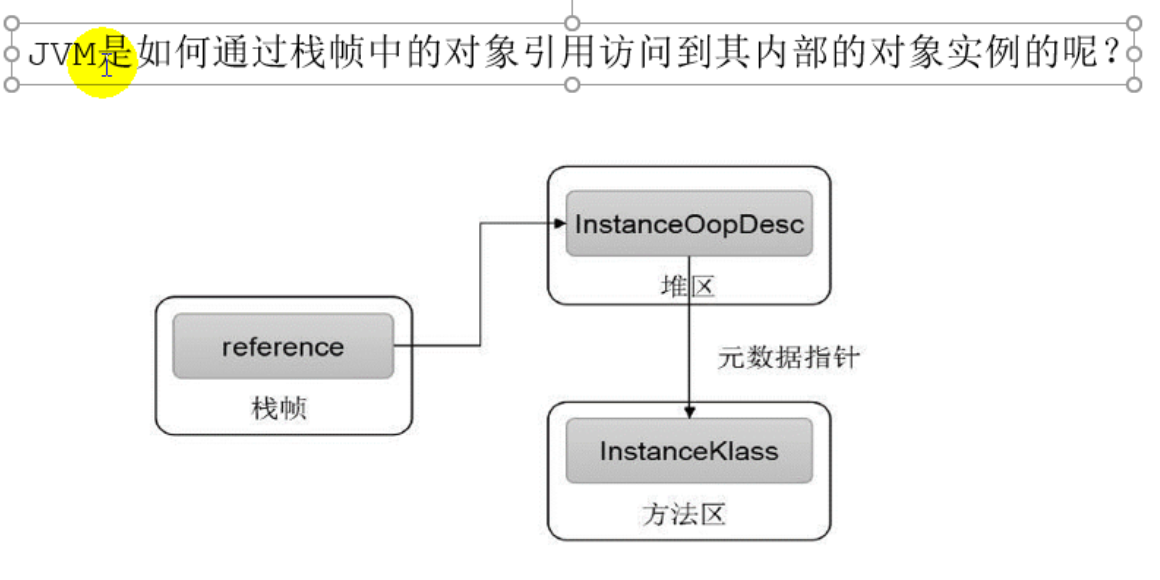 JVM是如何通过栈帧中的对象引用访问到其内部的对象实例的呢？
InstanceOopDesc
堆区
reference
栈帧
元数据指针
InstanceKlass
方法区